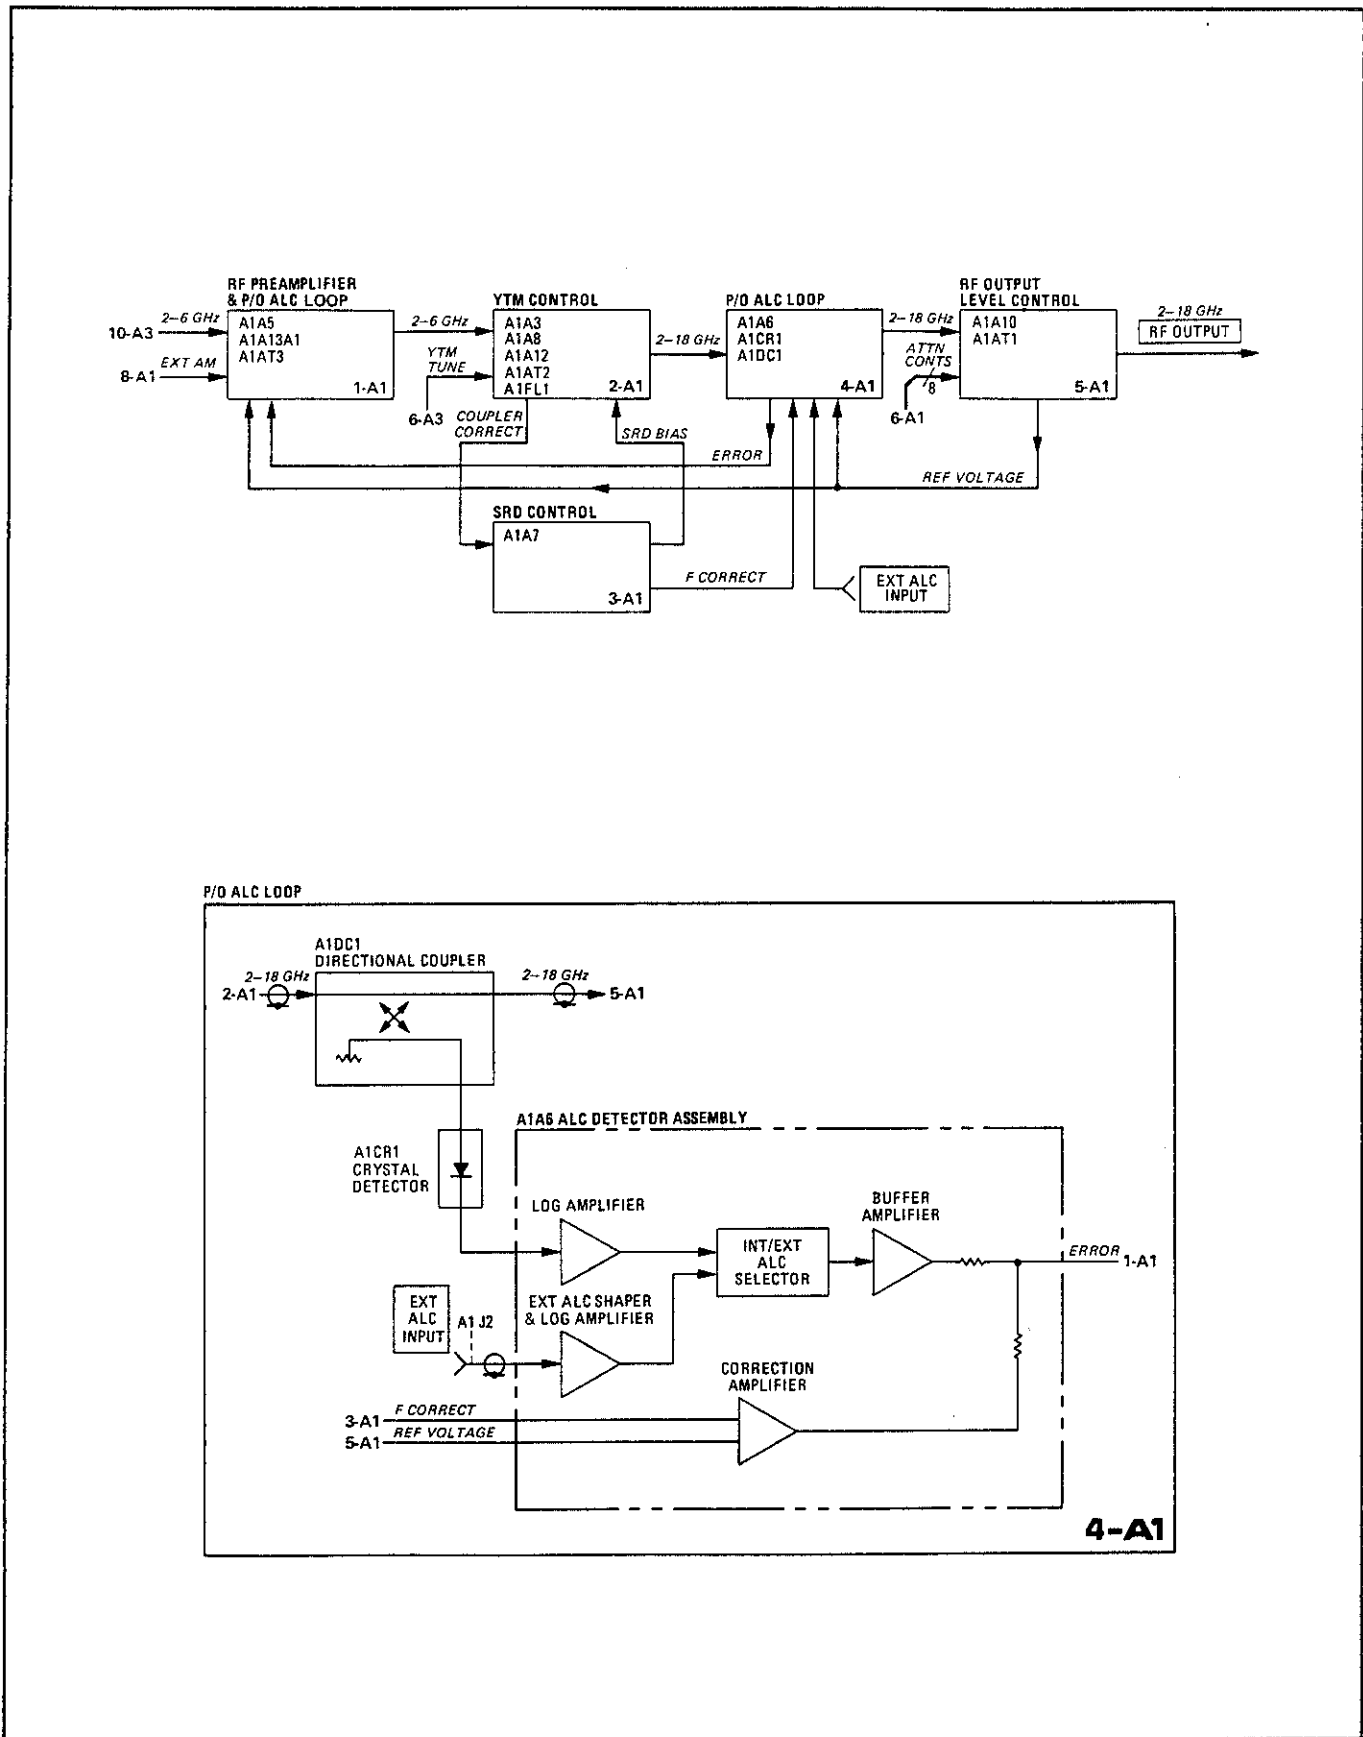 RF PREAMPLIFIER
& P/O ALC LOOP
2-6 GHz
10-A3
EXT AM
8-A1
A1A5
A1A13A1
A1AT3
1-A1
2-6 GHz
YTM CONTROL
YTM
TUNE
6-A3
A1A3
A1A8
A1A12
A1AT2
A1FL1
2-A1
2-18 GHz
COUPLER
CORRECT
SRD BIAS
P/O ALC LOOP
A1A6
A1CR1
A1DC1
4-A1
2-18 GHz
ATTN
CONTS
8
6-A1
RF OUTPUT
LEVEL CONTROL
A1A10
A1AT1
5-A1
2-18 GHz
RF OUTPUT
ERROR
REF VOLTAGE
SRD CONTROL
A1A7
3-A1
F CORRECT
EXT ALC
INPUT
P/O ALC LOOP
A1DC1
DIRECTIONAL COUPLER
2-18 GHz
2-A1
2-18 GHz
5-A1
A1CR1
CRYSTAL
DETECTOR
A1A6 ALC DETECTOR ASSEMBLY
LOG AMPLIFIER
INT/EXT
ALC
SELECTOR
BUFFER
AMPLIFIER
ERROR
1-A1
EXT
ALC
INPUT
A1J2
EXT ALC SHAPER
& LOG AMPLIFIER
CORRECTION
AMPLIFIER
3-A1
F CORRECT
5-A1
REF VOLTAGE
4-A1